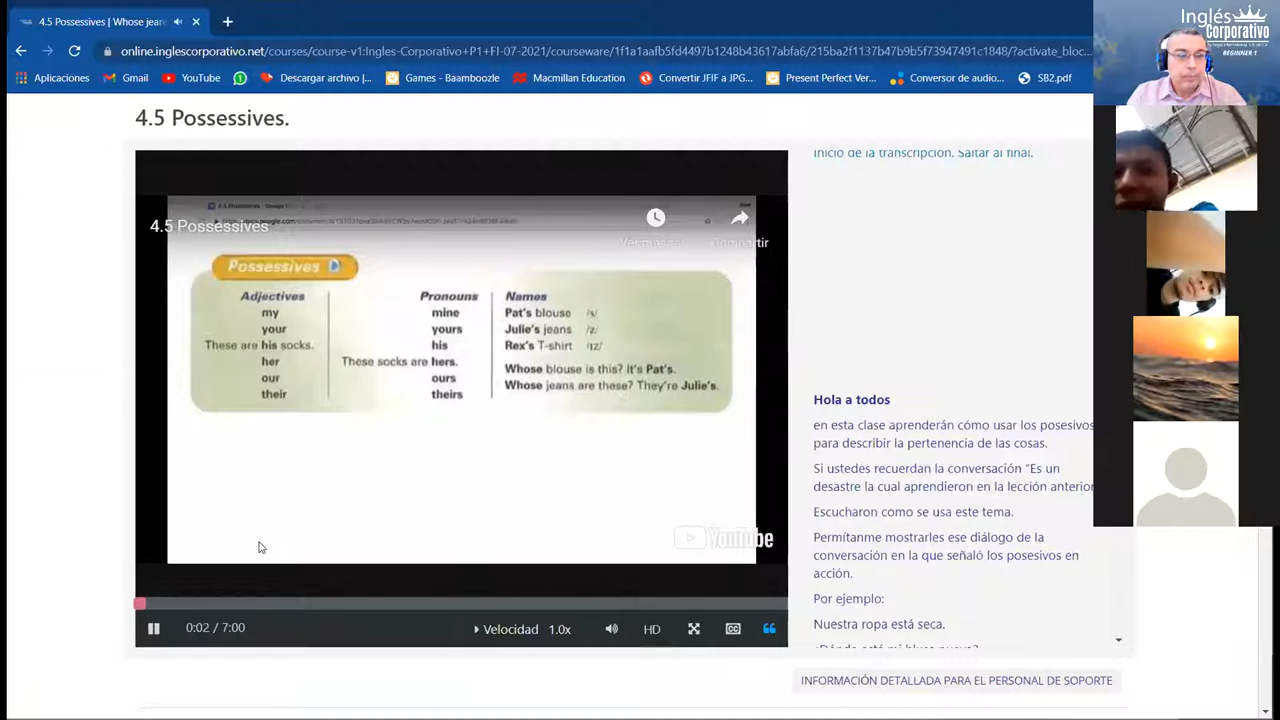 4.5 Possessives | Whose jean
online.inglescorporativo.net/courses/course-v1:Ingles-Corporativo+P1+FI-07-2021/courseware/1f1a1aafb5fd4497b1248b43617abfa6/215ba2f1137b47b9b5f73947491c1848/?activate_bloc...
Aplicaciones
Gmail
YouTube
Descargar archivo |...
Games - Baamboozle
Macmillan Education
Convertir JFIF a JPG...
Present Perfect Ver...
Conversor de audio...
SB2.pdf
Inglés
Corporativo
BEGINNER 1
4.5 Possessives.
4.5 Possessives
Compartir
Possessives
Adjectives
my
your
These are his socks.
her
our
their
Pronouns
mine
yours
his
These socks are hers.
ours
theirs
Names
Pat's blouse /s/
Julie's jeans /z/
Rex's T-shirt /ɪz/
Whose blouse is this? It's Pat's.
Whose jeans are these? They're Julie's.
YouTube
0:02 / 7:00
Velocidad 1.0x
HD
CC
Inicio de la transcripción. Saltar al final.
Hola a todos
en esta clase aprenderán cómo usar los posesivos
para describir la pertenencia de las cosas.
Si ustedes recuerdan la conversación “Es un
desastre la cual aprendieron en la lección anterior
Escucharon como se usa este tema.
Permítanme mostrarles ese diálogo de la
conversación en la que señaló los posesivos en
acción.
Por ejemplo:
Nuestra ropa está seca.
INFORMACIÓN DETALLADA PARA EL PERSONAL DE SOPORTE